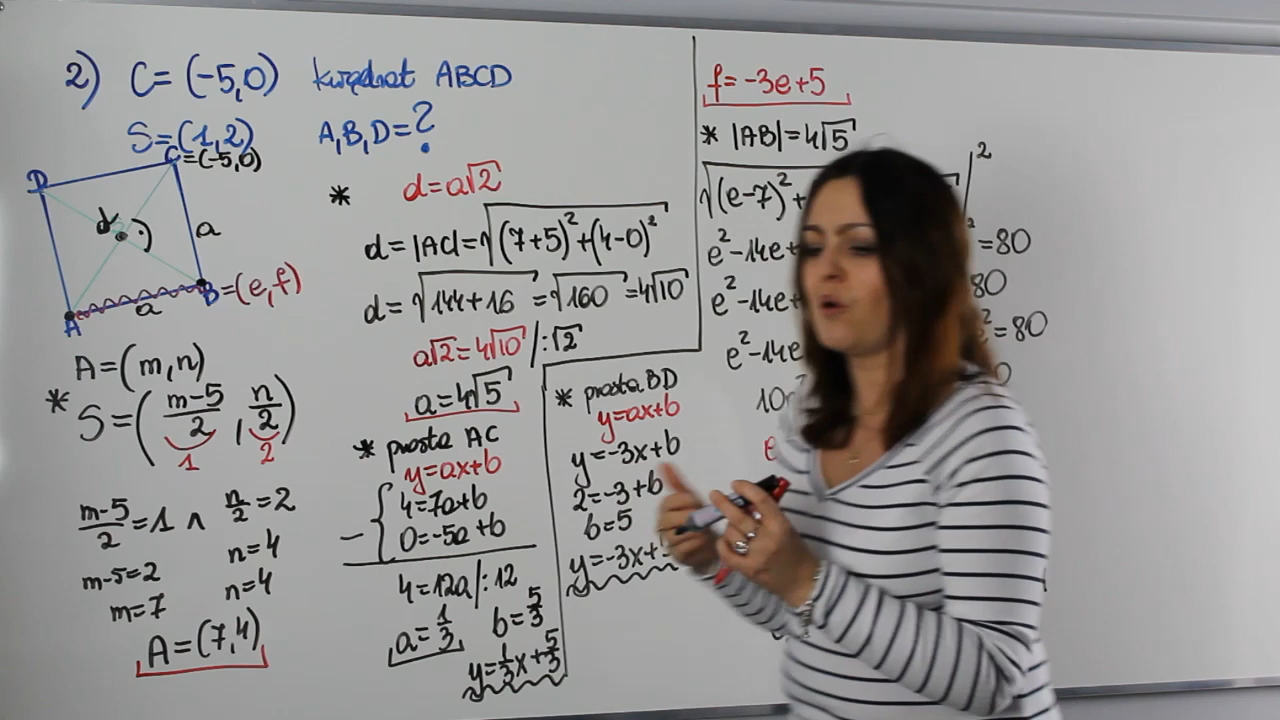 2) C=(-5,0) kwadrat ABCD
S=(1,2) A,B,D=?
D
C=(-5,0)
d
a
B=(e,f)
a
A
A=(m,n)
* S=(m-5/2, n/2)
1 2
m-5/2=1 ∧ n/2=2
m-5=2 n=4
m=7 n=4
A=(7,4)
* d=a√2
d=|AC|=√(7+5)²+(4-0)²
d=√144+16=√160=4√10
a√2=4√10 /:√2
a=4√5
* prosta AC
y=ax+b
4=7a+b
- 0=-5a+b
4=12a/:12
a=1/3 b=5/3
y=1/3x+5/3
* prosta BD
y=ax+b
y=-3x+b
2=-3+b
b=5
y=-3x+
f=-3e+5
* |AB|=4√5
√(e-7)²+ |²
e²-14e+ =80
e²-14e+ 80
e²-14e ²=80
10
e